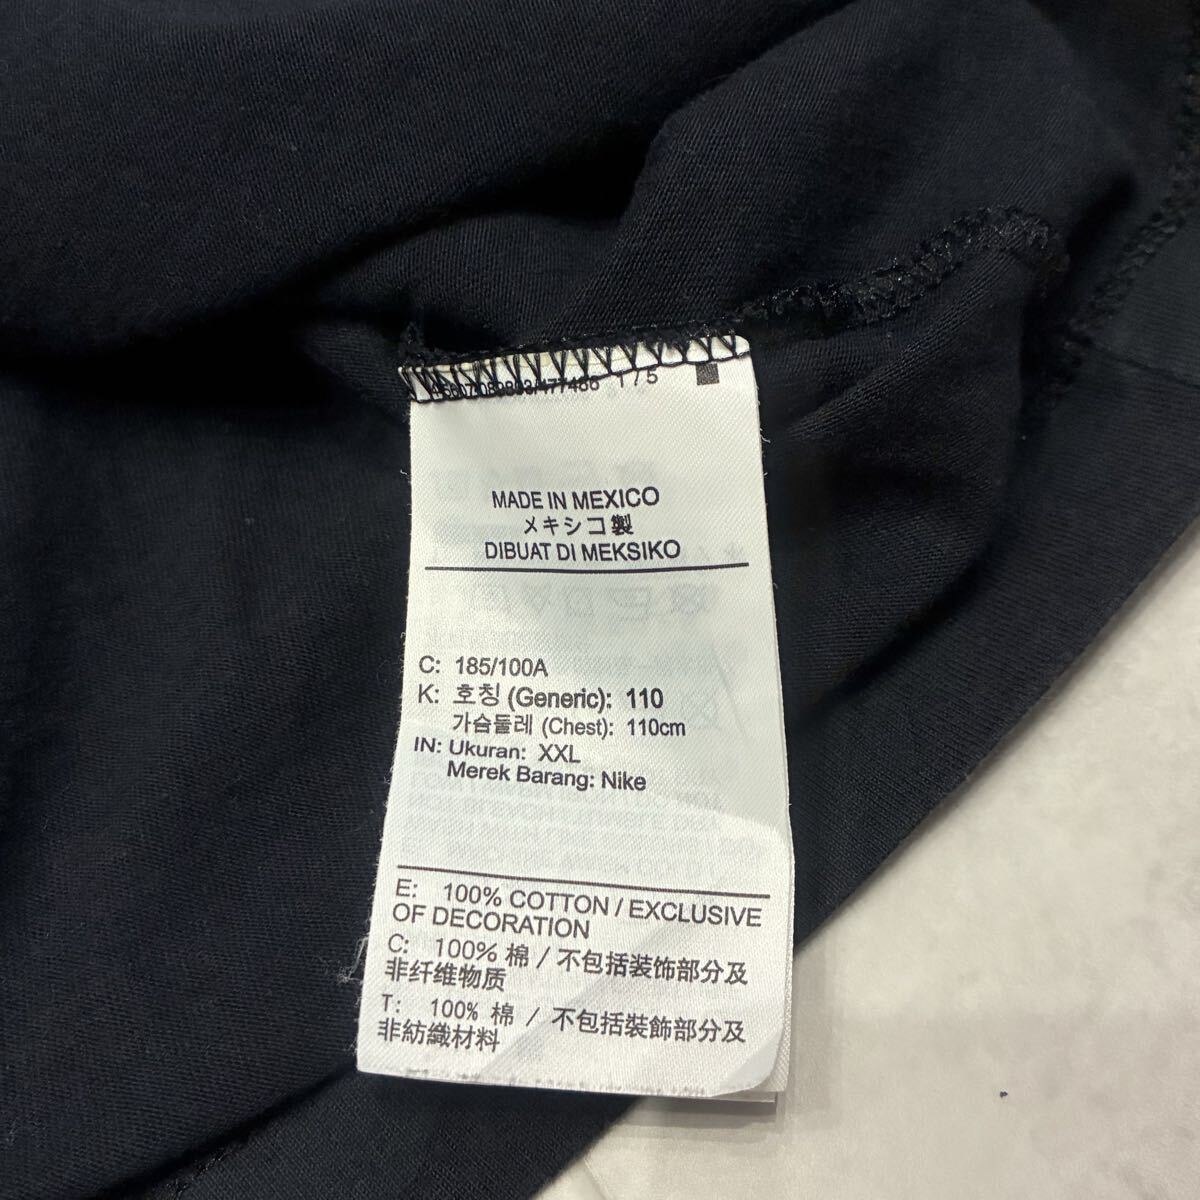 1/5
MADE IN MEXICO
メキシコ製
DIBUAT DI MEKSIKO
C: 185/100A
K: 호칭 (Generic): 110
가슴둘레 (Chest): 110cm
IN: Ukuran: XXL
Merek Barang: Nike
E: 100% COTTON / EXCLUSIVE
OF DECORATION
C: 100% 棉 / 不包括装饰部分及
非纤维物质
T: 100% 棉 / 不包括裝飾部分及
非紡織材料